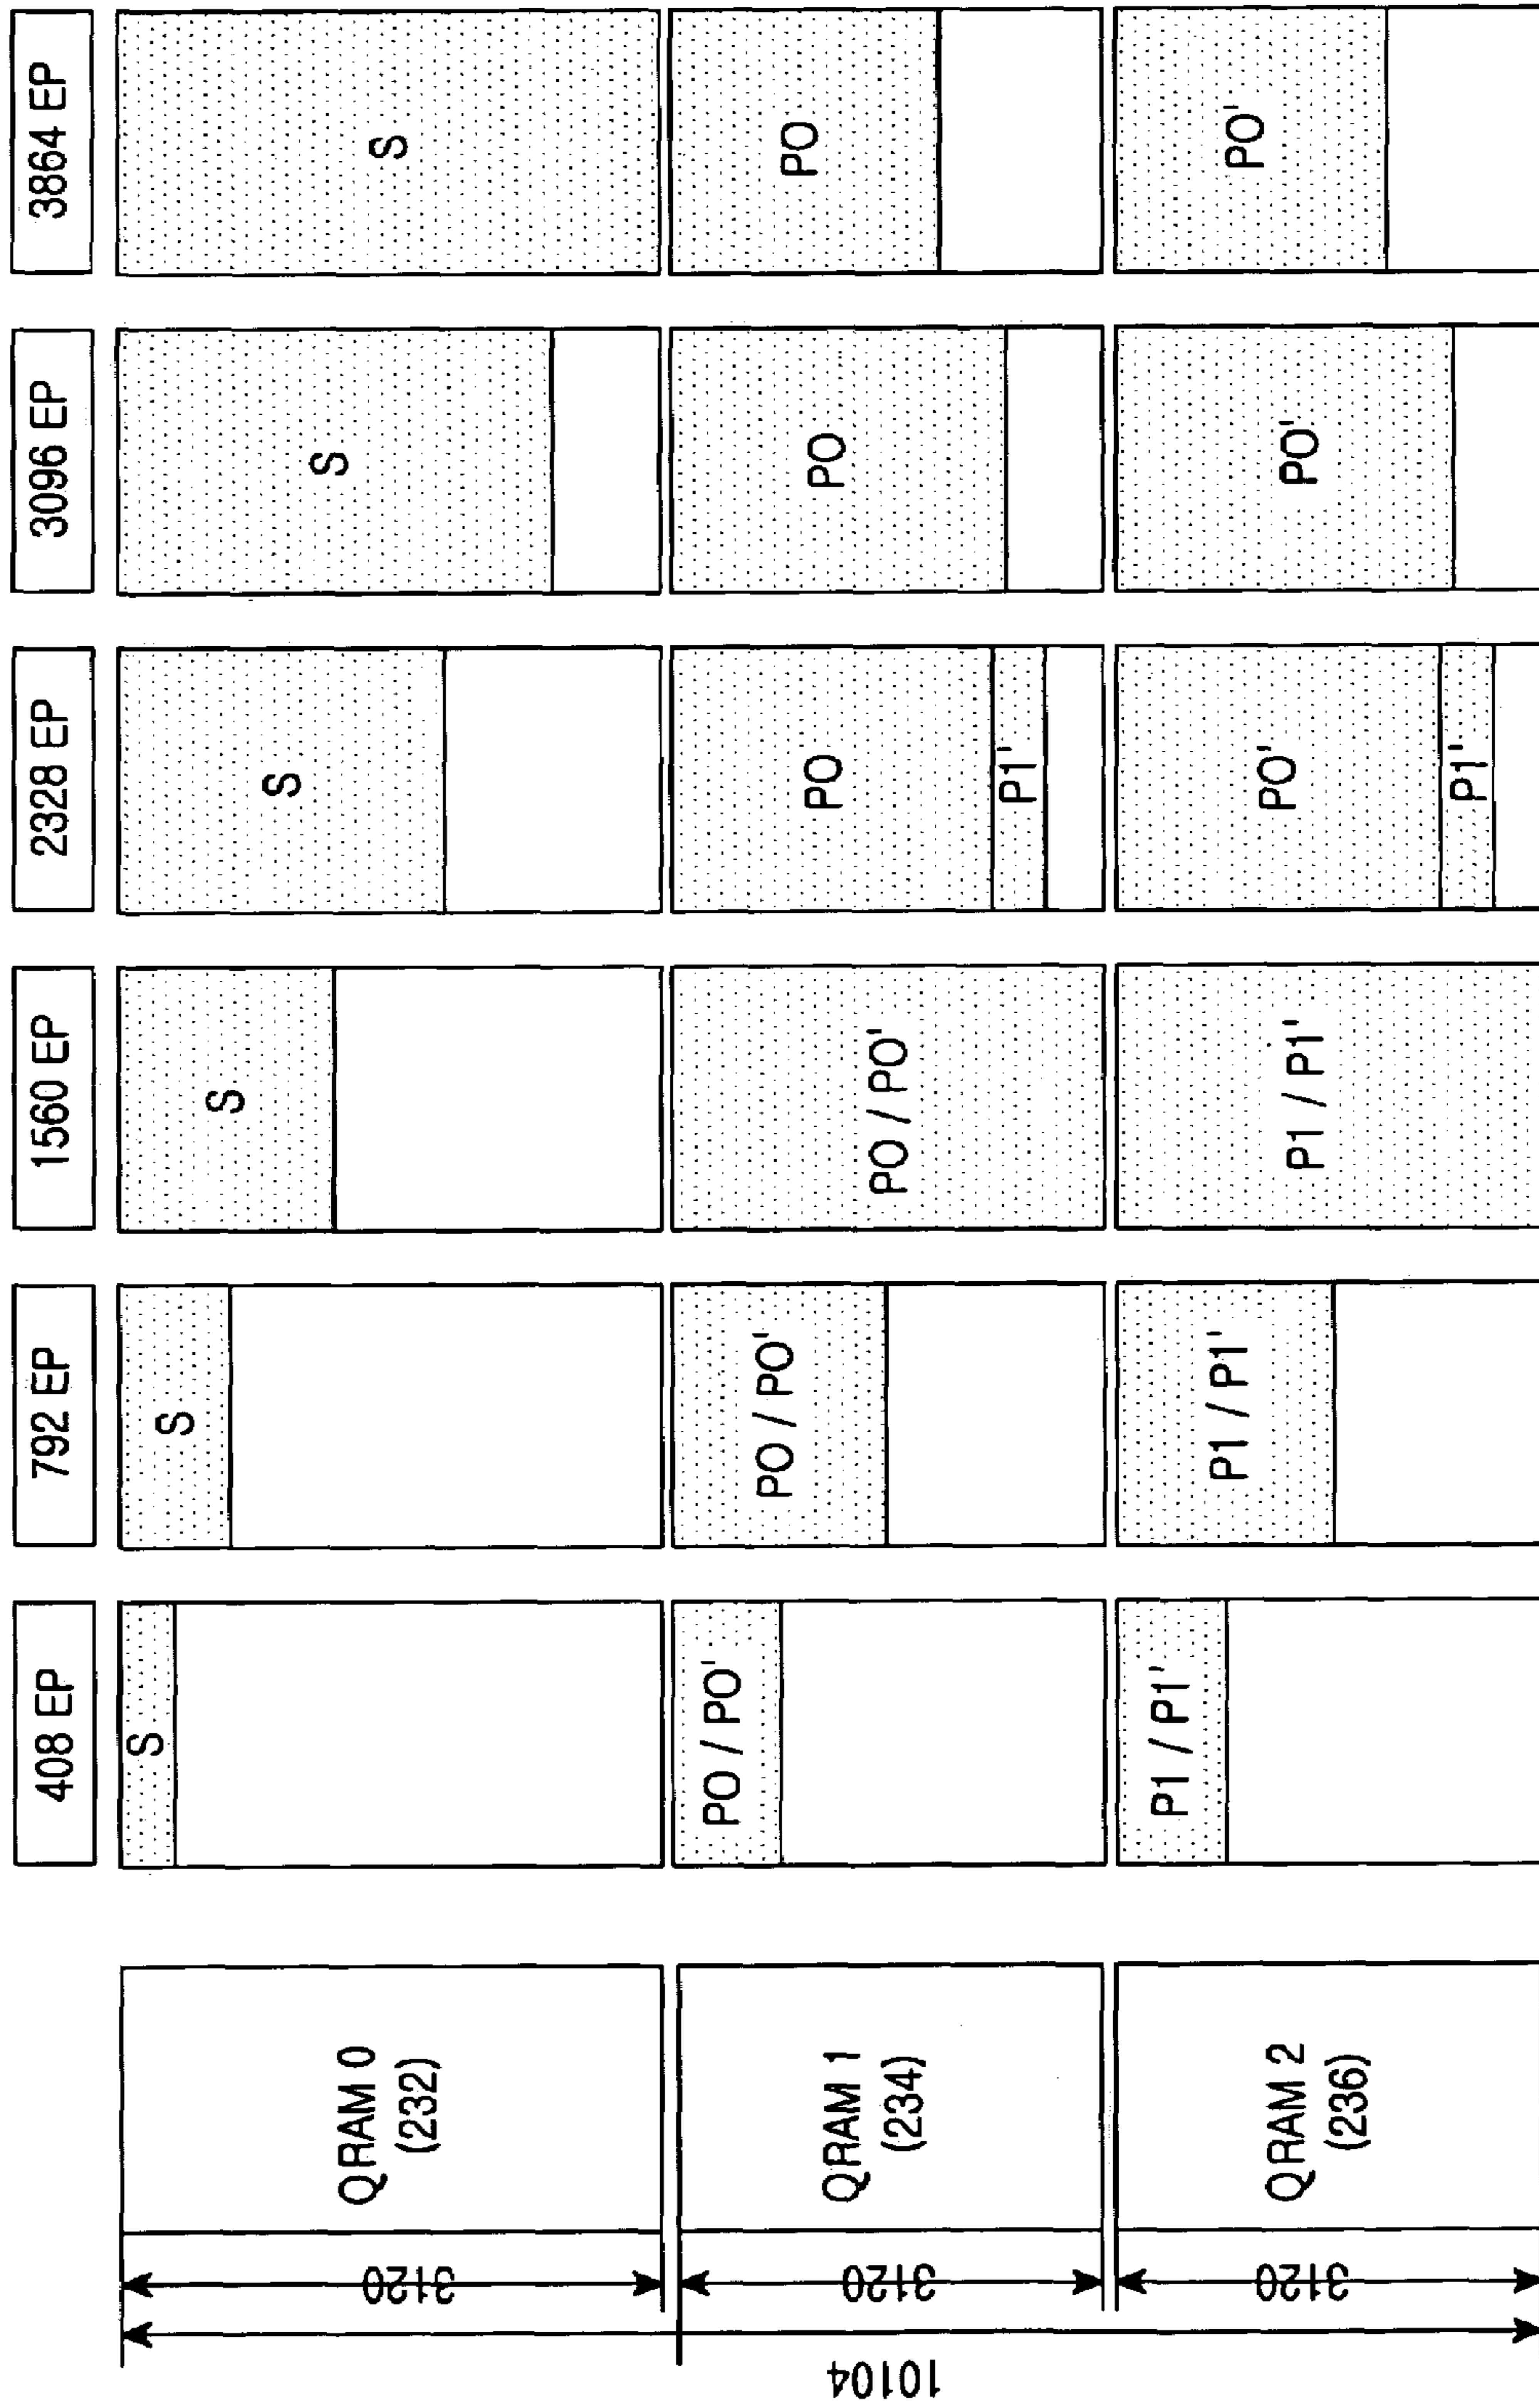 408 EP
792 EP
1560 EP
2328 EP
3096 EP
3864 EP
10104
3120
QRAM 0
(232)
S
S
S
S
S
S
3120
QRAM 1
(234)
PO / PO'
PO / PO'
PO / PO'
PO
P1'
PO
PO
3120
QRAM 2
(236)
P1 / P1'
P1 / P1'
P1 / P1'
PO'
P1'
PO'
PO'